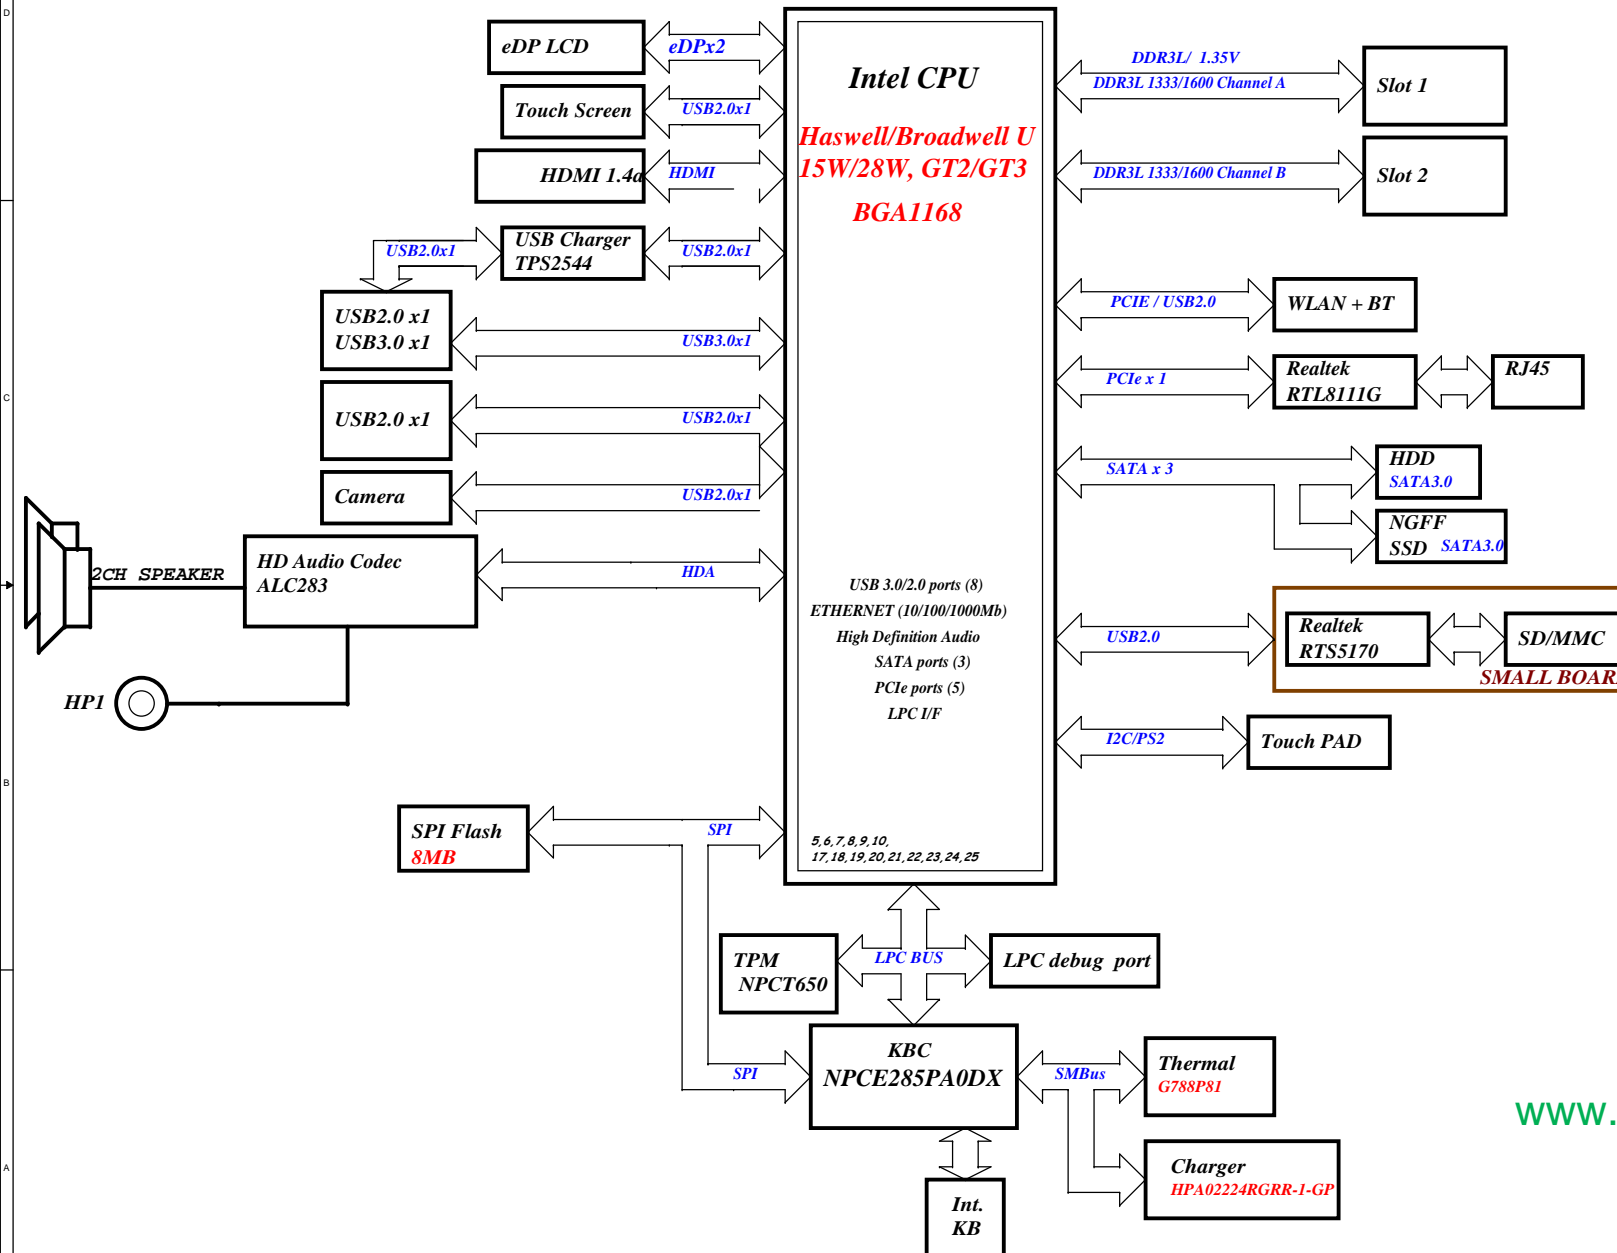 D
eDP LCD
eDPx2
Touch Screen
USB2.0x1
HDMI 1.4a
HDMI
USB2.0x1
USB Charger
TPS2544
USB2.0x1
USB2.0 x1
USB3.0 x1
USB3.0x1
C
USB2.0 x1
USB2.0x1
Camera
USB2.0x1
2CH SPEAKER
HD Audio Codec
ALC283
HDA
HP1
B
SPI Flash
8MB
SPI
Intel CPU
Haswell/Broadwell U
15W/28W, GT2/GT3
BGA1168
USB 3.0/2.0 ports (8)
ETHERNET (10/100/1000Mb)
High Definition Audio
SATA ports (3)
PCIe ports (5)
LPC I/F
5,6,7,8,9,10,
17,18,19,20,21,22,23,24,25
DDR3L/ 1.35V
DDR3L 1333/1600 Channel A
Slot 1
DDR3L 1333/1600 Channel B
Slot 2
PCIE / USB2.0
WLAN + BT
PCIe x 1
Realtek
RTL8111G
RJ45
SATA x 3
HDD
SATA3.0
NGFF
SSD SATA3.0
USB2.0
Realtek
RTS5170
SD/MMC
SMALL BOAR
I2C/PS2
Touch PAD
TPM
NPCT650
LPC BUS
LPC debug port
SPI
KBC
NPCE285PA0DX
SMBus
Thermal
G788P81
www.
A
Charger
HPA02224RGRR-1-GP
Int.
KB